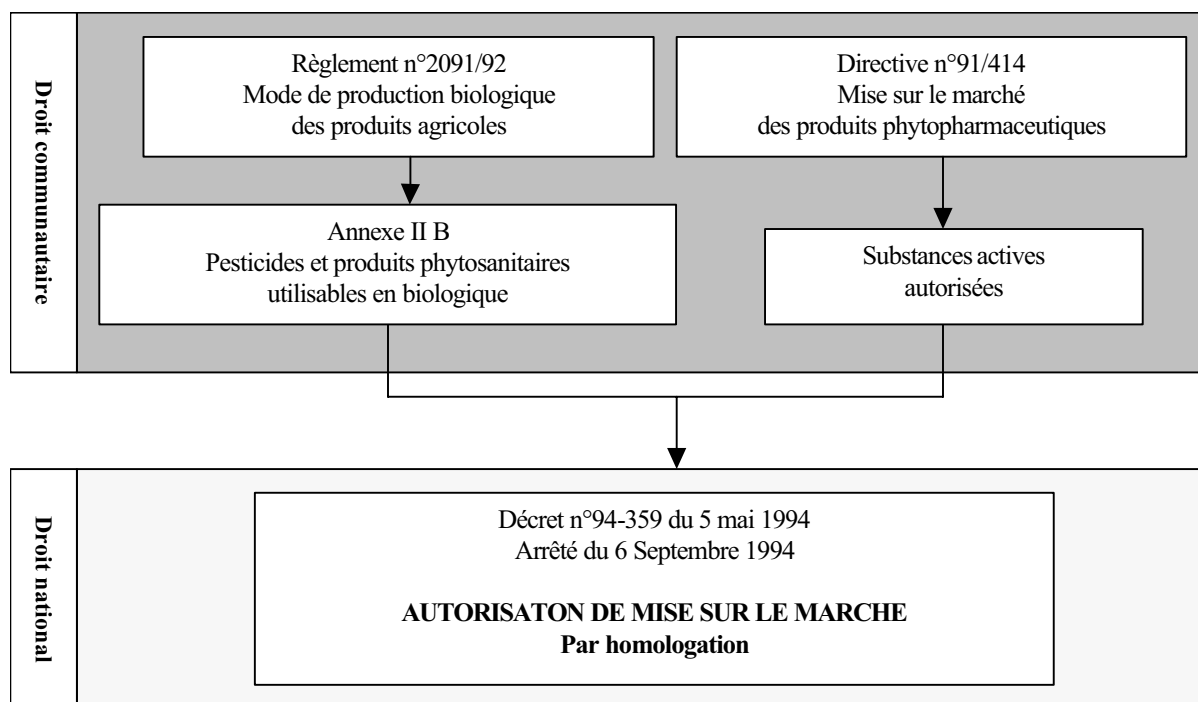 Droit communautaire
Règlement n°2091/92
Mode de production biologique
des produits agricoles
Directive n°91/414
Mise sur le marché
des produits phytopharmaceutiques
Annexe II B
Pesticides et produits phytosanitaires
utilisables en biologique
Substances actives
autorisées
Droit national
Décret n°94-359 du 5 mai 1994
Arrêté du 6 Septembre 1994
AUTORISATON DE MISE SUR LE MARCHE
Par homologation